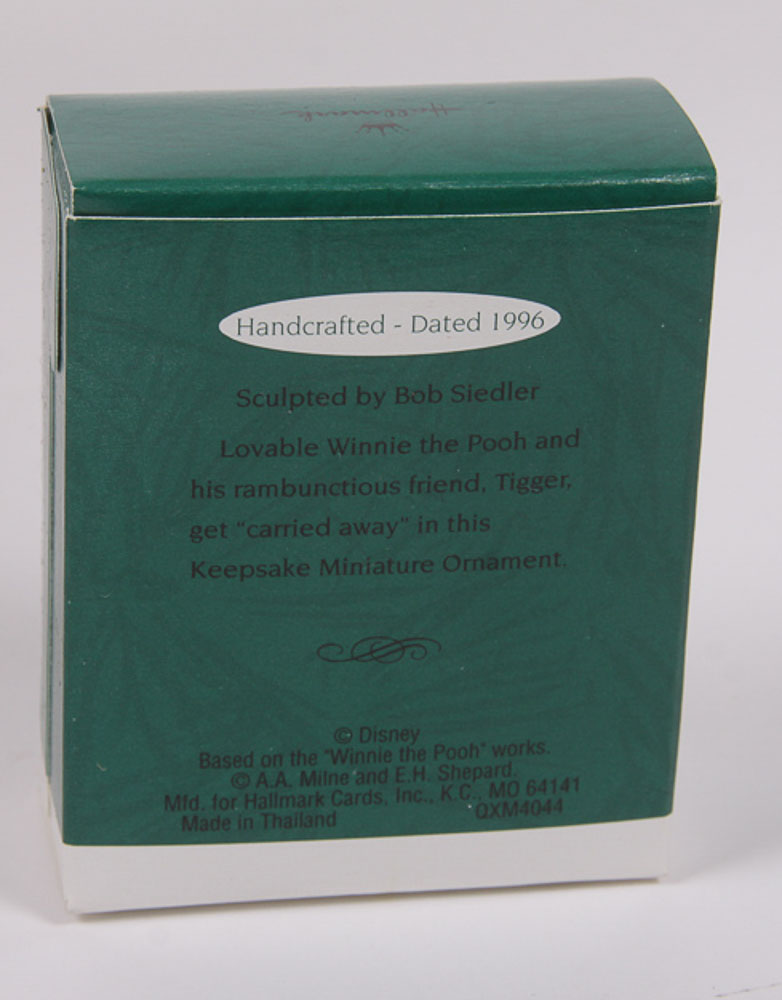 Hallmark
Handcrafted - Dated 1996
Sculpted by Bob Siedler
Lovable Winnie the Pooh and
his rambunctious friend, Tigger,
get "carried away" in this
Keepsake Miniature Ornament.
© Disney
Based on the "Winnie the Pooh" works.
© A.A. Milne and E.H. Shepard.
Mfd. for Hallmark Cards, Inc., K.C., MO 64141
Made in Thailand QXM4044